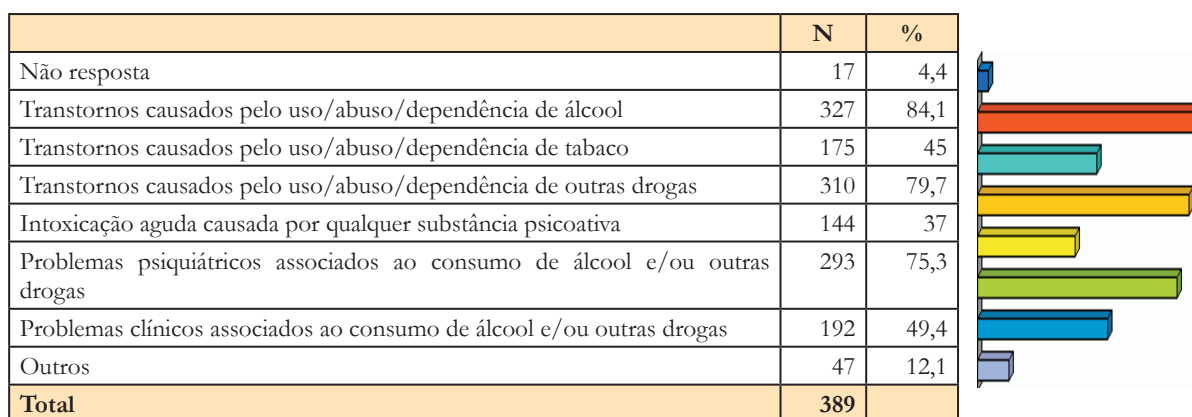 N %
Não resposta 17 4,4
Transtornos causados pelo uso/abuso/dependência de álcool 327 84,1
Transtornos causados pelo uso/abuso/dependência de tabaco 175 45
Transtornos causados pelo uso/abuso/dependência de outras drogas 310 79,7
Intoxicação aguda causada por qualquer substância psicoativa 144 37
Problemas psiquiátricos associados ao consumo de álcool e/ou outras 293 75,3
drogas
Problemas clínicos associados ao consumo de álcool e/ou outras drogas 192 49,4
Outros 47 12,1
Total 389